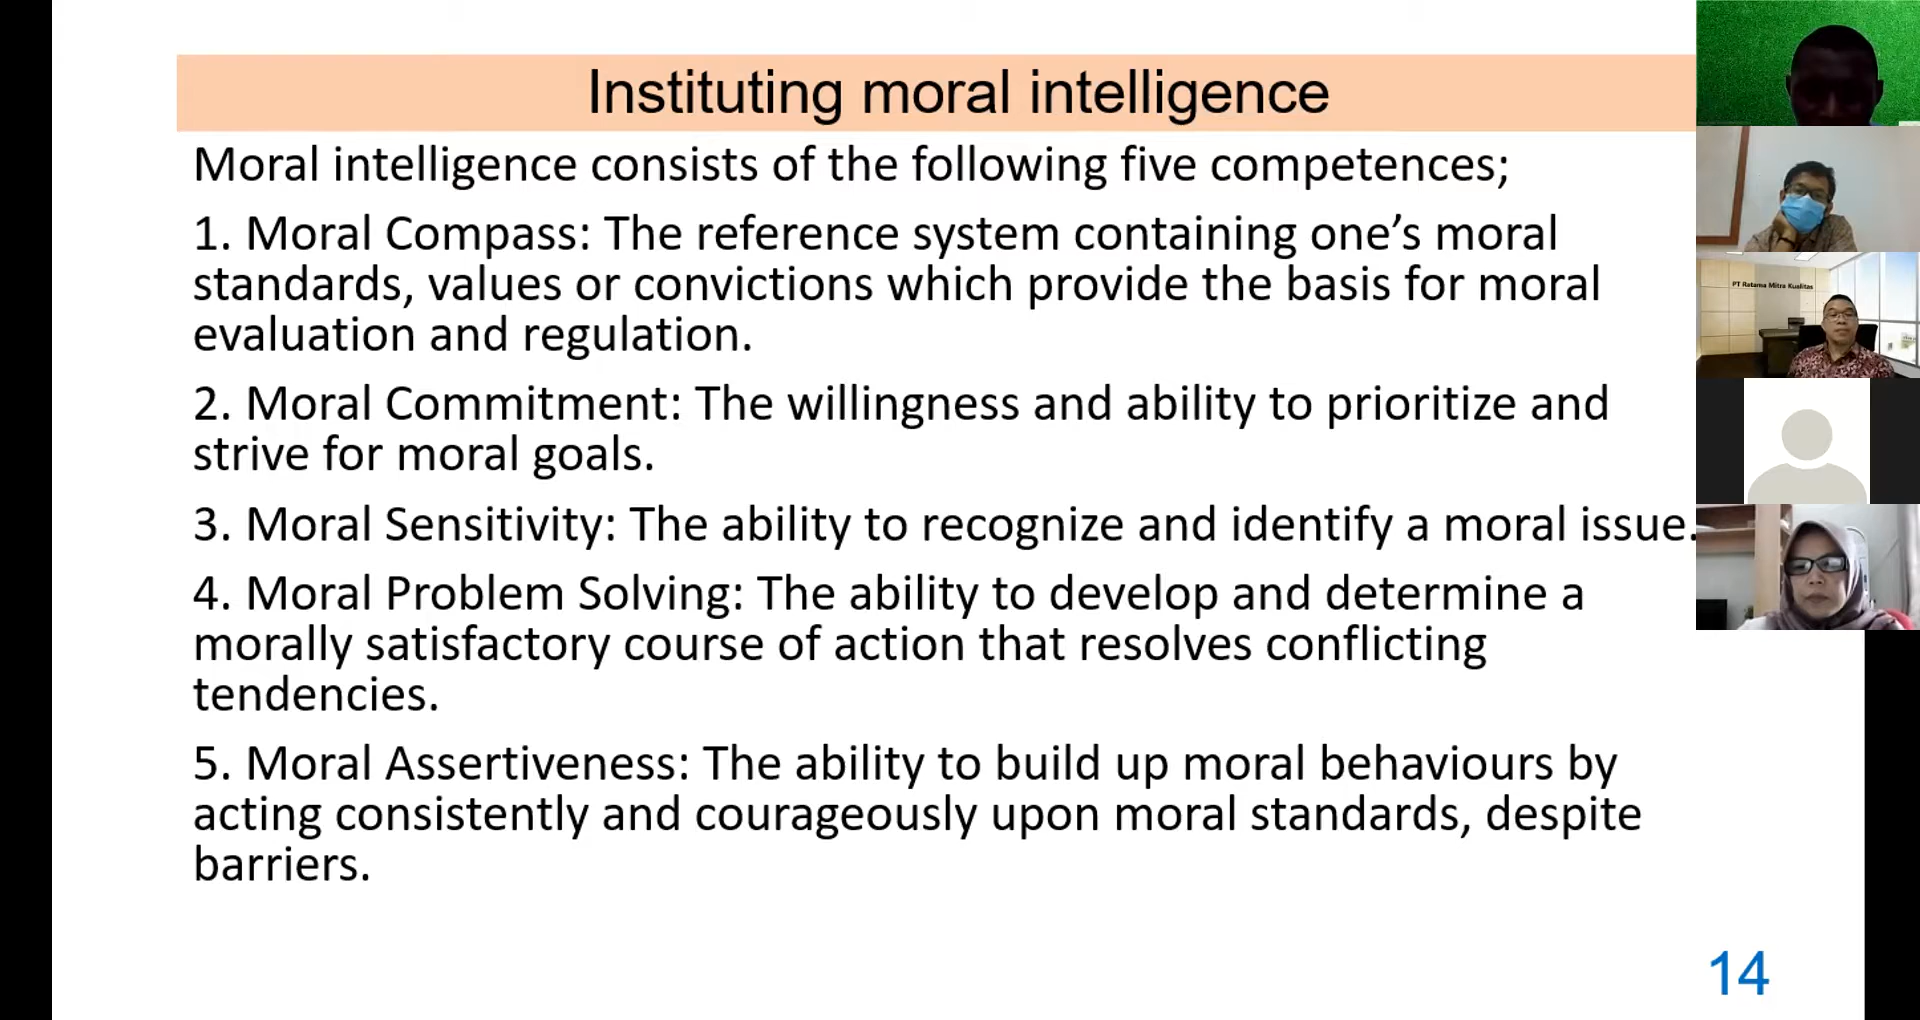 Instituting moral intelligence
Moral intelligence consists of the following five competences;
1. Moral Compass: The reference system containing one’s moral
standards, values or convictions which provide the basis for moral
evaluation and regulation.
2. Moral Commitment: The willingness and ability to prioritize and
strive for moral goals.
3. Moral Sensitivity: The ability to recognize and identify a moral issue.
4. Moral Problem Solving: The ability to develop and determine a
morally satisfactory course of action that resolves conflicting
tendencies.
5. Moral Assertiveness: The ability to build up moral behaviours by
acting consistently and courageously upon moral standards, despite
barriers.
14
PT Ratama Mitra Kualitas